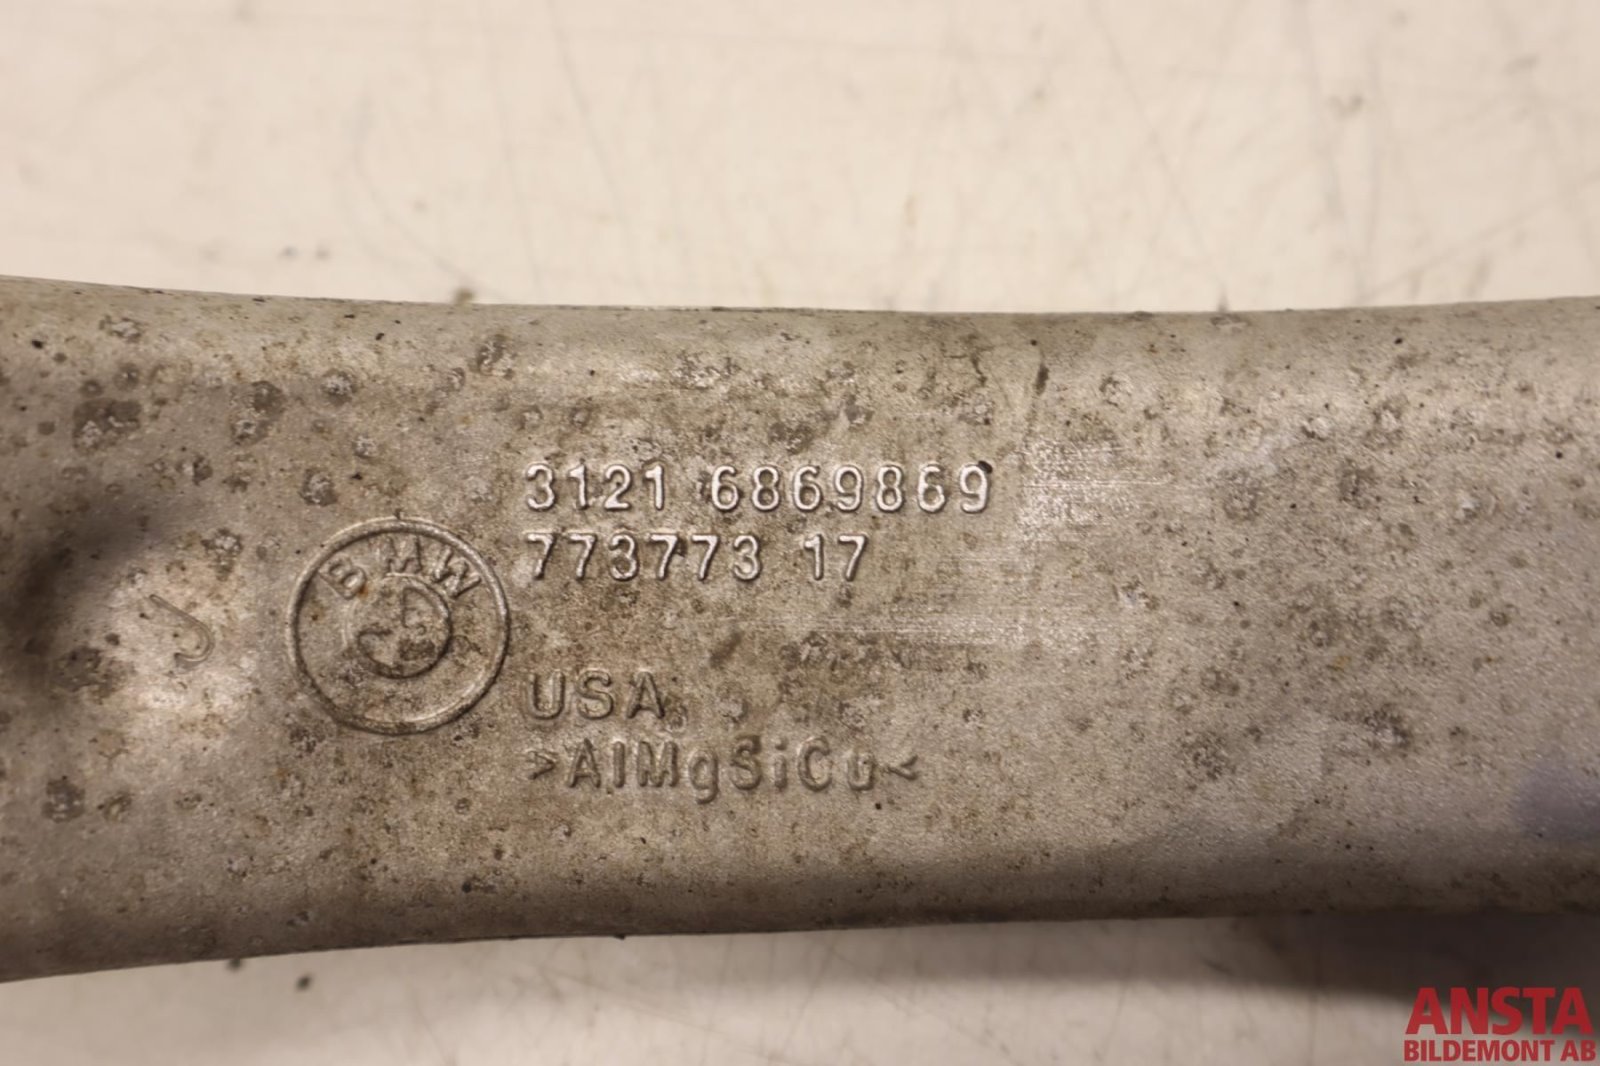 3121 6869869
773773 17
BMW
J
USA
>AlMgSiCu<
ANSTA
BILDEMONT AB